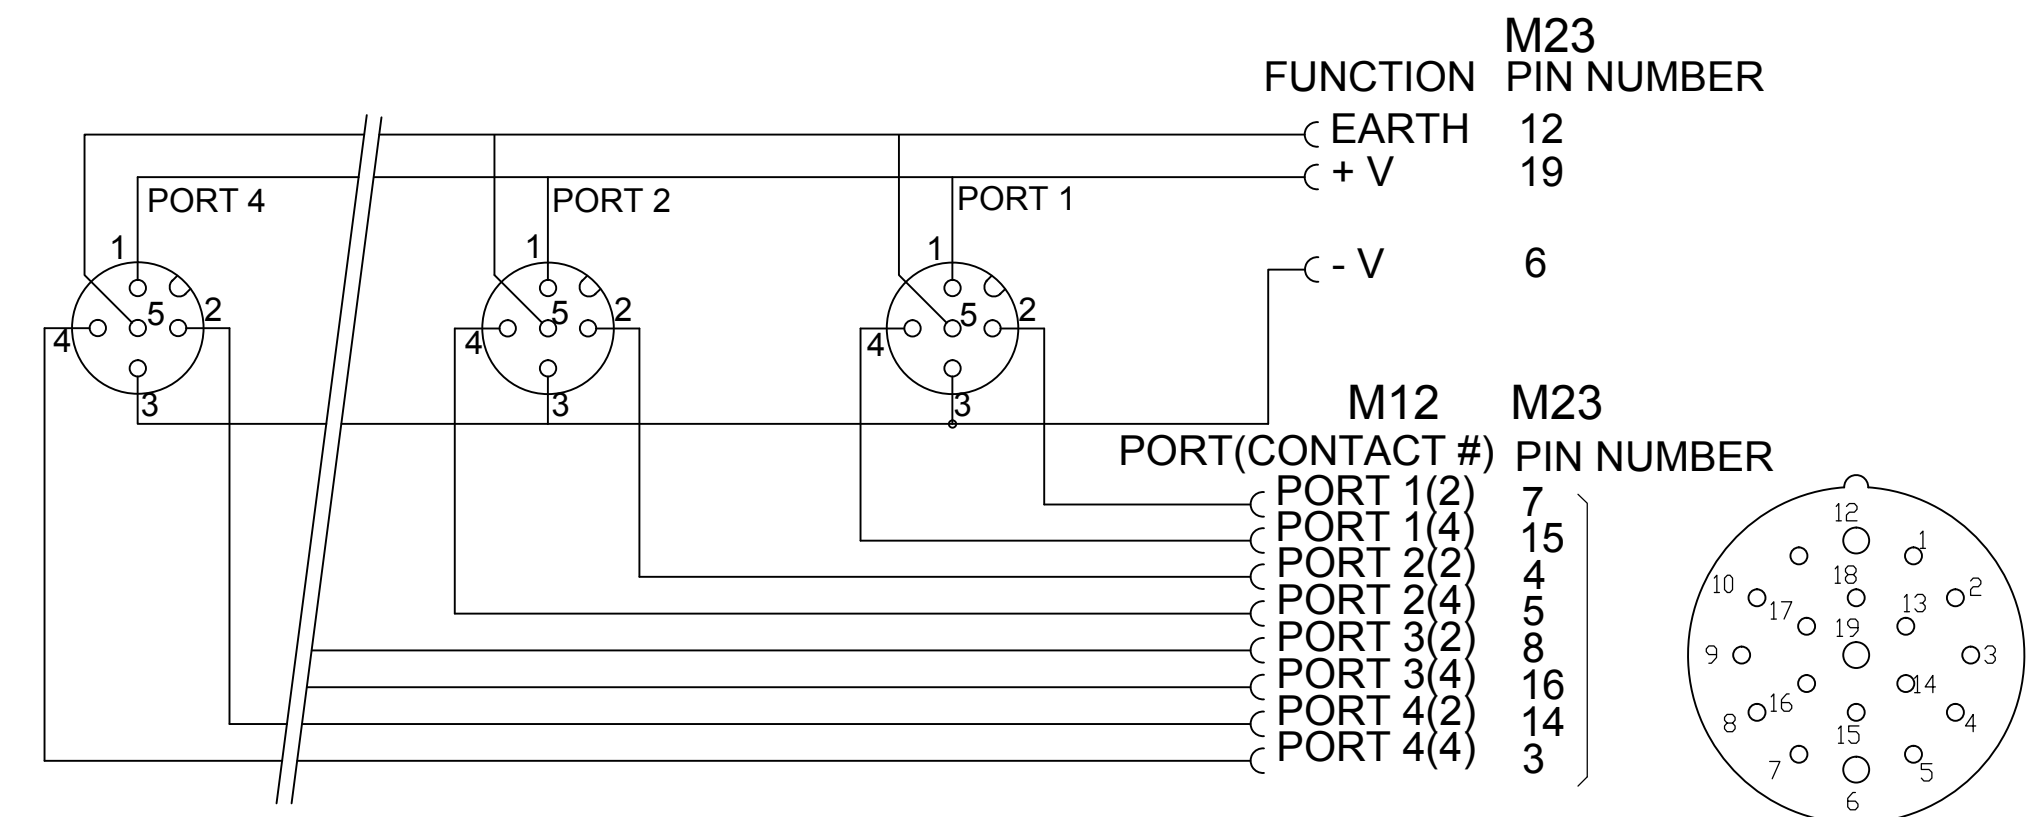 M23
FUNCTION PIN NUMBER
EARTH 12
+ V 19
- V 6
PORT 4
1
5
2
4
3
PORT 2
1
5
2
4
3
PORT 1
1
5
2
4
3
M12 M23
PORT(CONTACT #) PIN NUMBER
PORT 1(2) 7
PORT 1(4) 15
PORT 2(2) 4
PORT 2(4) 5
PORT 3(2) 8
PORT 3(4) 16
PORT 4(2) 14
PORT 4(4) 3
12
1
10
18
2
17
13
19
9
3
16
14
8
4
15
7
5
6